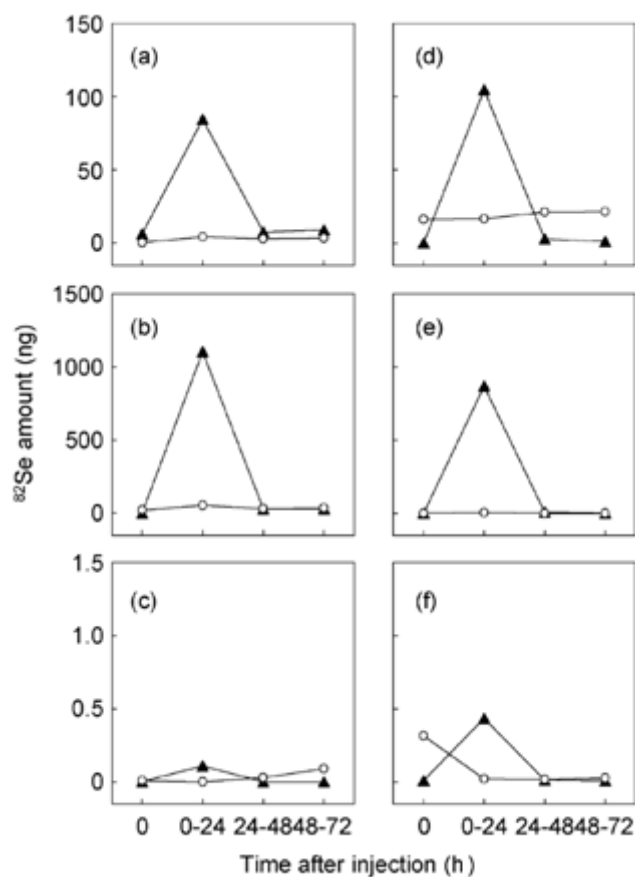 150
(a)
(d)
100
50
0
1500
(b)
(e)
1000
500
0
⁸²Se amount (ng)
1.5
(c)
(f)
1.0
0.5
0
0 0-24 24-48 48-72 0 0-24 24-48 48-72
Time after injection (h)